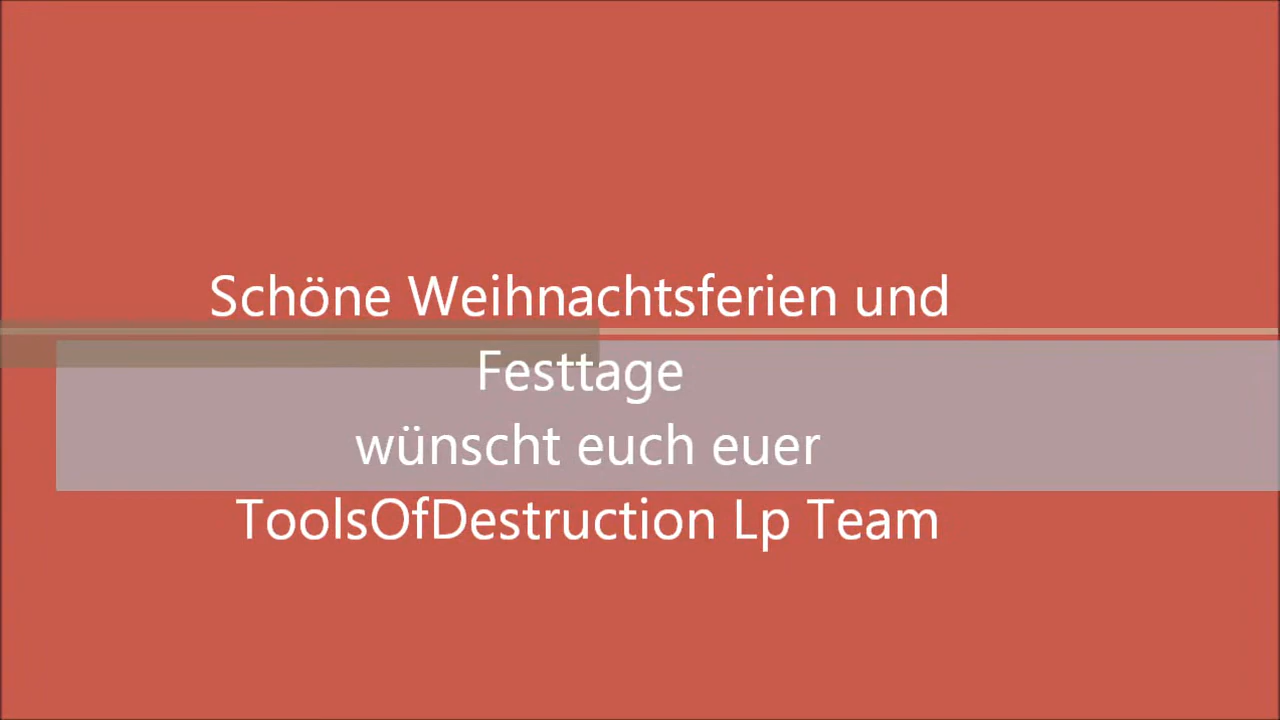 Schöne Weihnachtsferien und
Festtage
wünscht euch euer
ToolsOfDestruction Lp Team